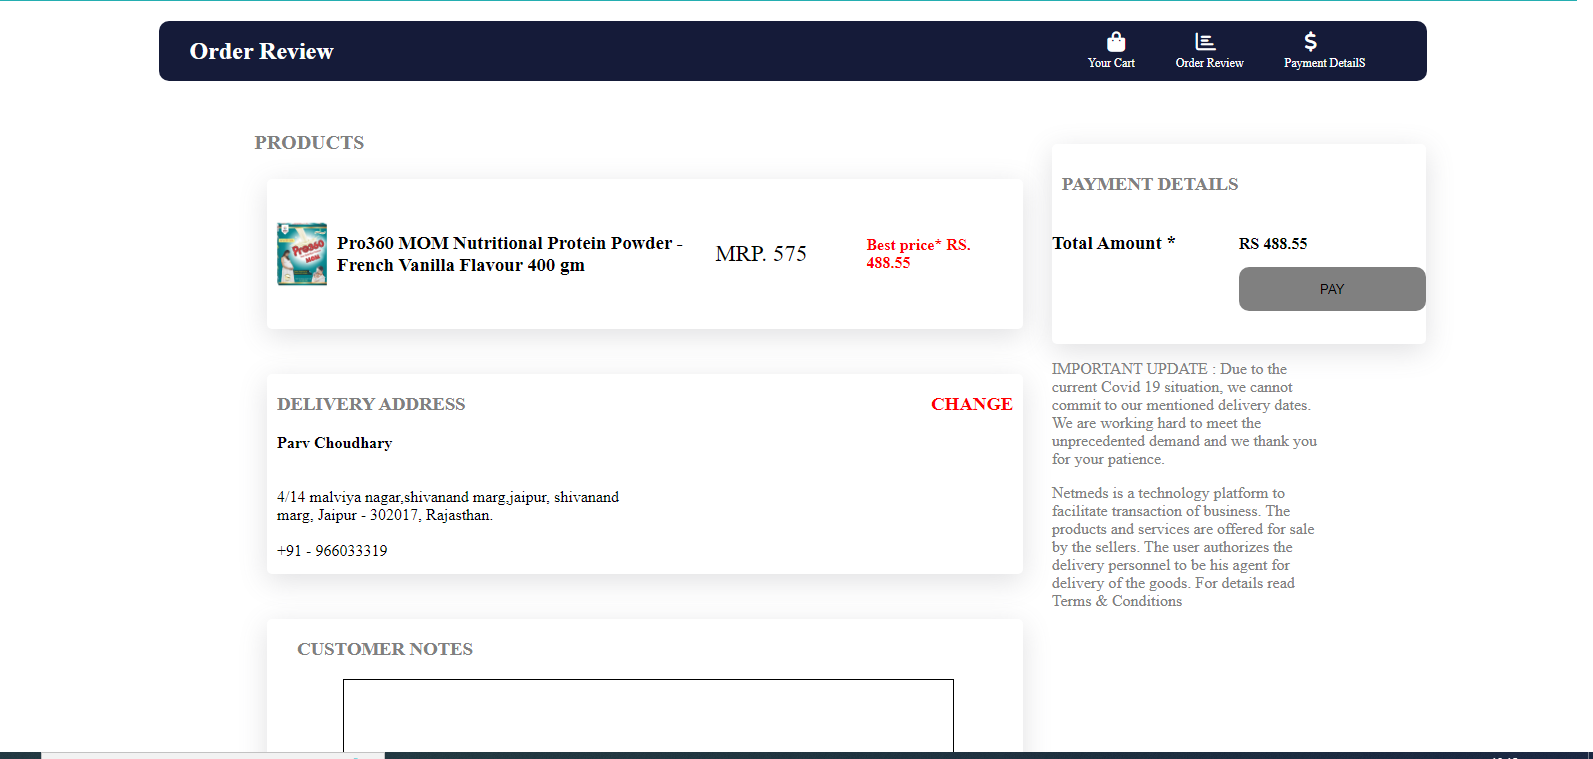 Order Review
Your Cart
Order Review
Payment DetailS
PRODUCTS
Pro360
MOM
Pro360 MOM Nutritional Protein Powder -
French Vanilla Flavour 400 gm
MRP. 575
Best price* RS.
488.55
DELIVERY ADDRESS
CHANGE
Parv Choudhary
4/14 malviya nagar,shivanand marg,jaipur, shivanand
marg, Jaipur - 302017, Rajasthan.
+91 - 966033319
CUSTOMER NOTES
PAYMENT DETAILS
Total Amount *
RS 488.55
PAY
IMPORTANT UPDATE : Due to the
current Covid 19 situation, we cannot
commit to our mentioned delivery dates.
We are working hard to meet the
unprecedented demand and we thank you
for your patience.
Netmeds is a technology platform to
facilitate transaction of business. The
products and services are offered for sale
by the sellers. The user authorizes the
delivery personnel to be his agent for
delivery of the goods. For details read
Terms & Conditions